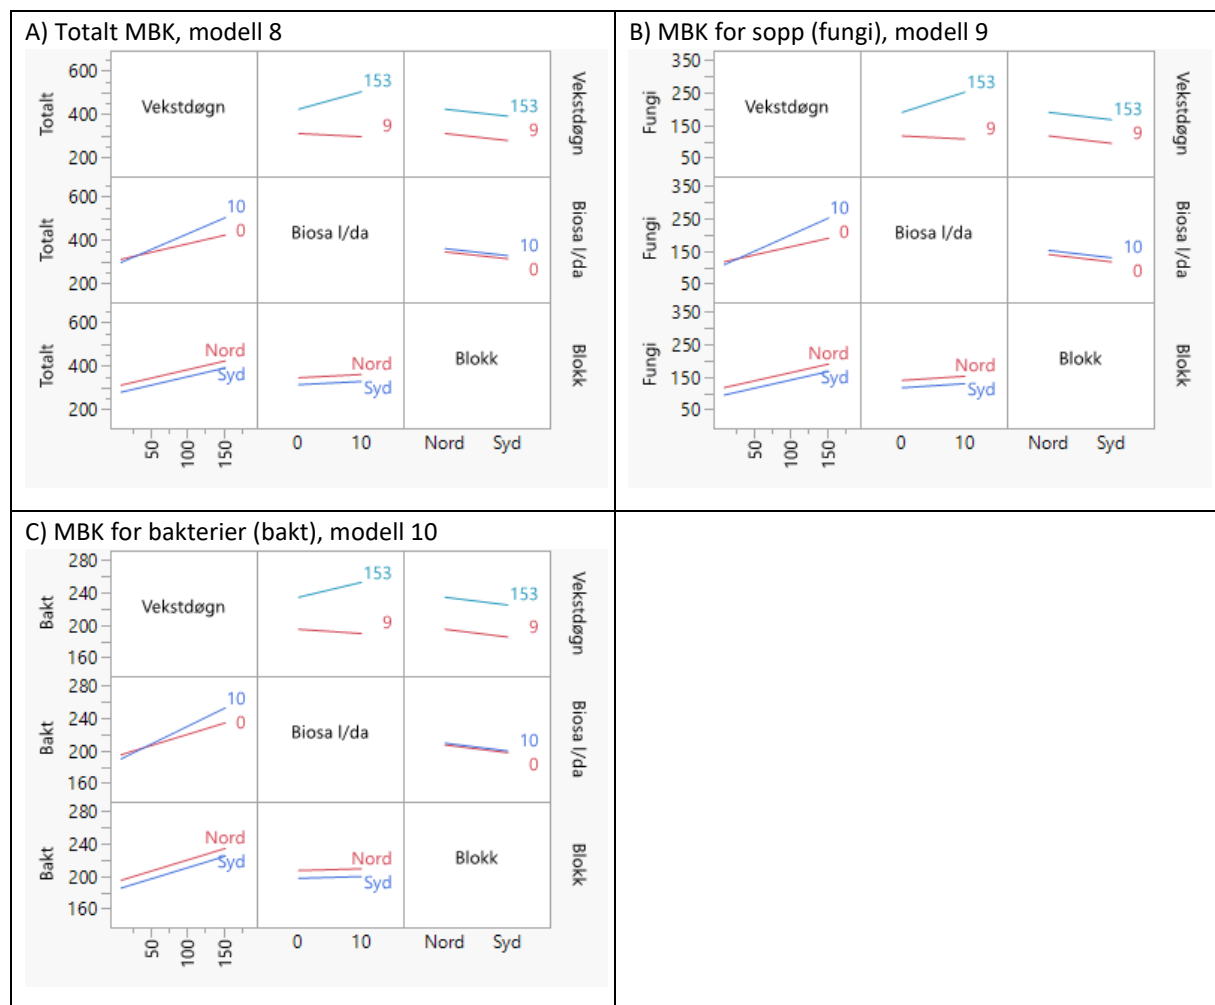 A) Totalt MBK, modell 8
Totalt
600
400
200
Vekstdøgn
153
9
153
9
Vekstdøgn
Totalt
600
400
200
10
0
Biosa l/da
10
0
Biosa l/da
Totalt
600
400
200
Nord
Syd
Nord
Syd
Blokk
Blokk
50
100
150
0
10
Nord
Syd
B) MBK for sopp (fungi), modell 9
Fungi
350
250
150
50
Vekstdøgn
153
9
153
9
Vekstdøgn
Fungi
350
250
150
50
10
0
Biosa l/da
10
0
Biosa l/da
Fungi
350
250
150
50
Nord
Syd
Nord
Syd
Blokk
Blokk
50
100
150
0
10
Nord
Syd
C) MBK for bakterier (bakt), modell 10
Bakt
280
240
200
160
Vekstdøgn
153
9
153
9
Vekstdøgn
Bakt
280
240
200
160
10
0
Biosa l/da
10
0
Biosa l/da
Bakt
280
240
200
160
Nord
Syd
Nord
Syd
Blokk
Blokk
50
100
150
0
10
Nord
Syd